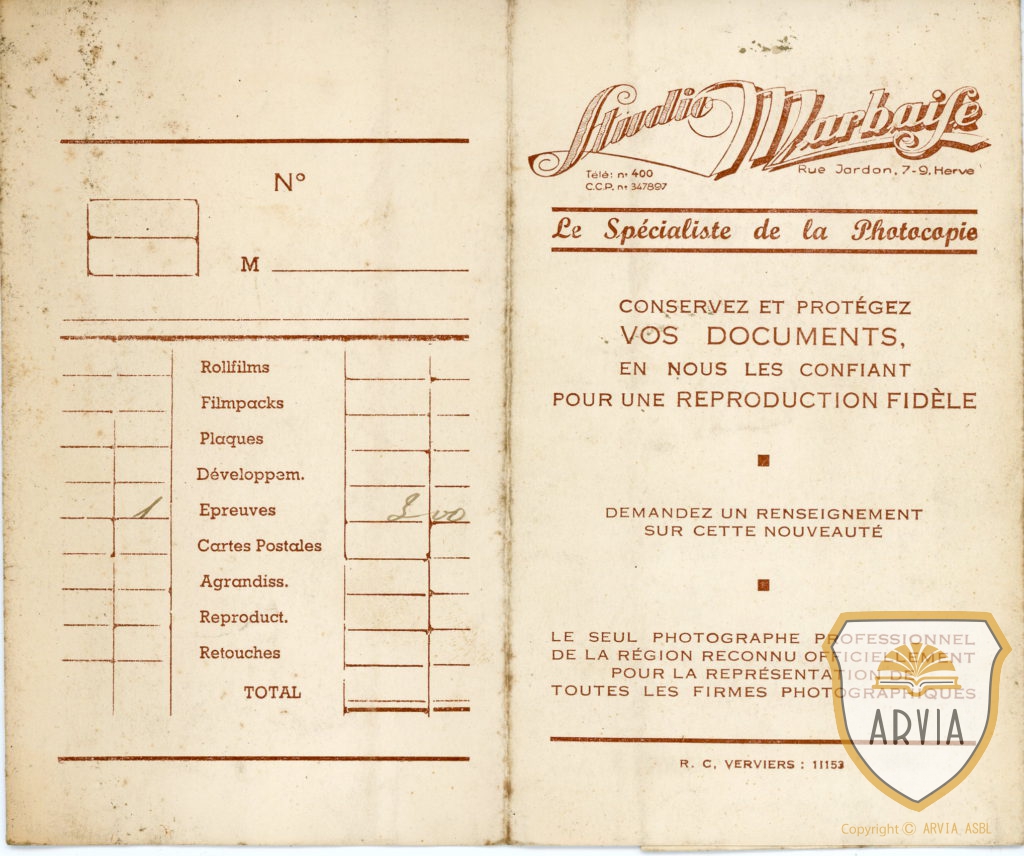 N°
M
Rollfilms
Filmpacks
Plaques
Développem.
1 Epreuves 3 00
Cartes Postales
Agrandiss.
Reproduct.
Retouches
TOTAL
Studio Marbaise
Télé: n° 400
C.C.P. n° 347897
Rue Jardon, 7-9, Herve
Le Spécialiste de la Photocopie
CONSERVEZ ET PROTÉGEZ
VOS DOCUMENTS,
EN NOUS LES CONFIANT
POUR UNE REPRODUCTION FIDÈLE
DEMANDEZ UN RENSEIGNEMENT
SUR CETTE NOUVEAUTÉ
LE SEUL PHOTOGRAPHE PROFESSIONNEL
DE LA RÉGION RECONNU OFFICIELLEMENT
POUR LA REPRÉSENTATION DE
TOUTES LES FIRMES PHOTOGRAPHIQUES
R. C, VERVIERS : 11153
ARVIA
Copyright © ARVIA ASBL